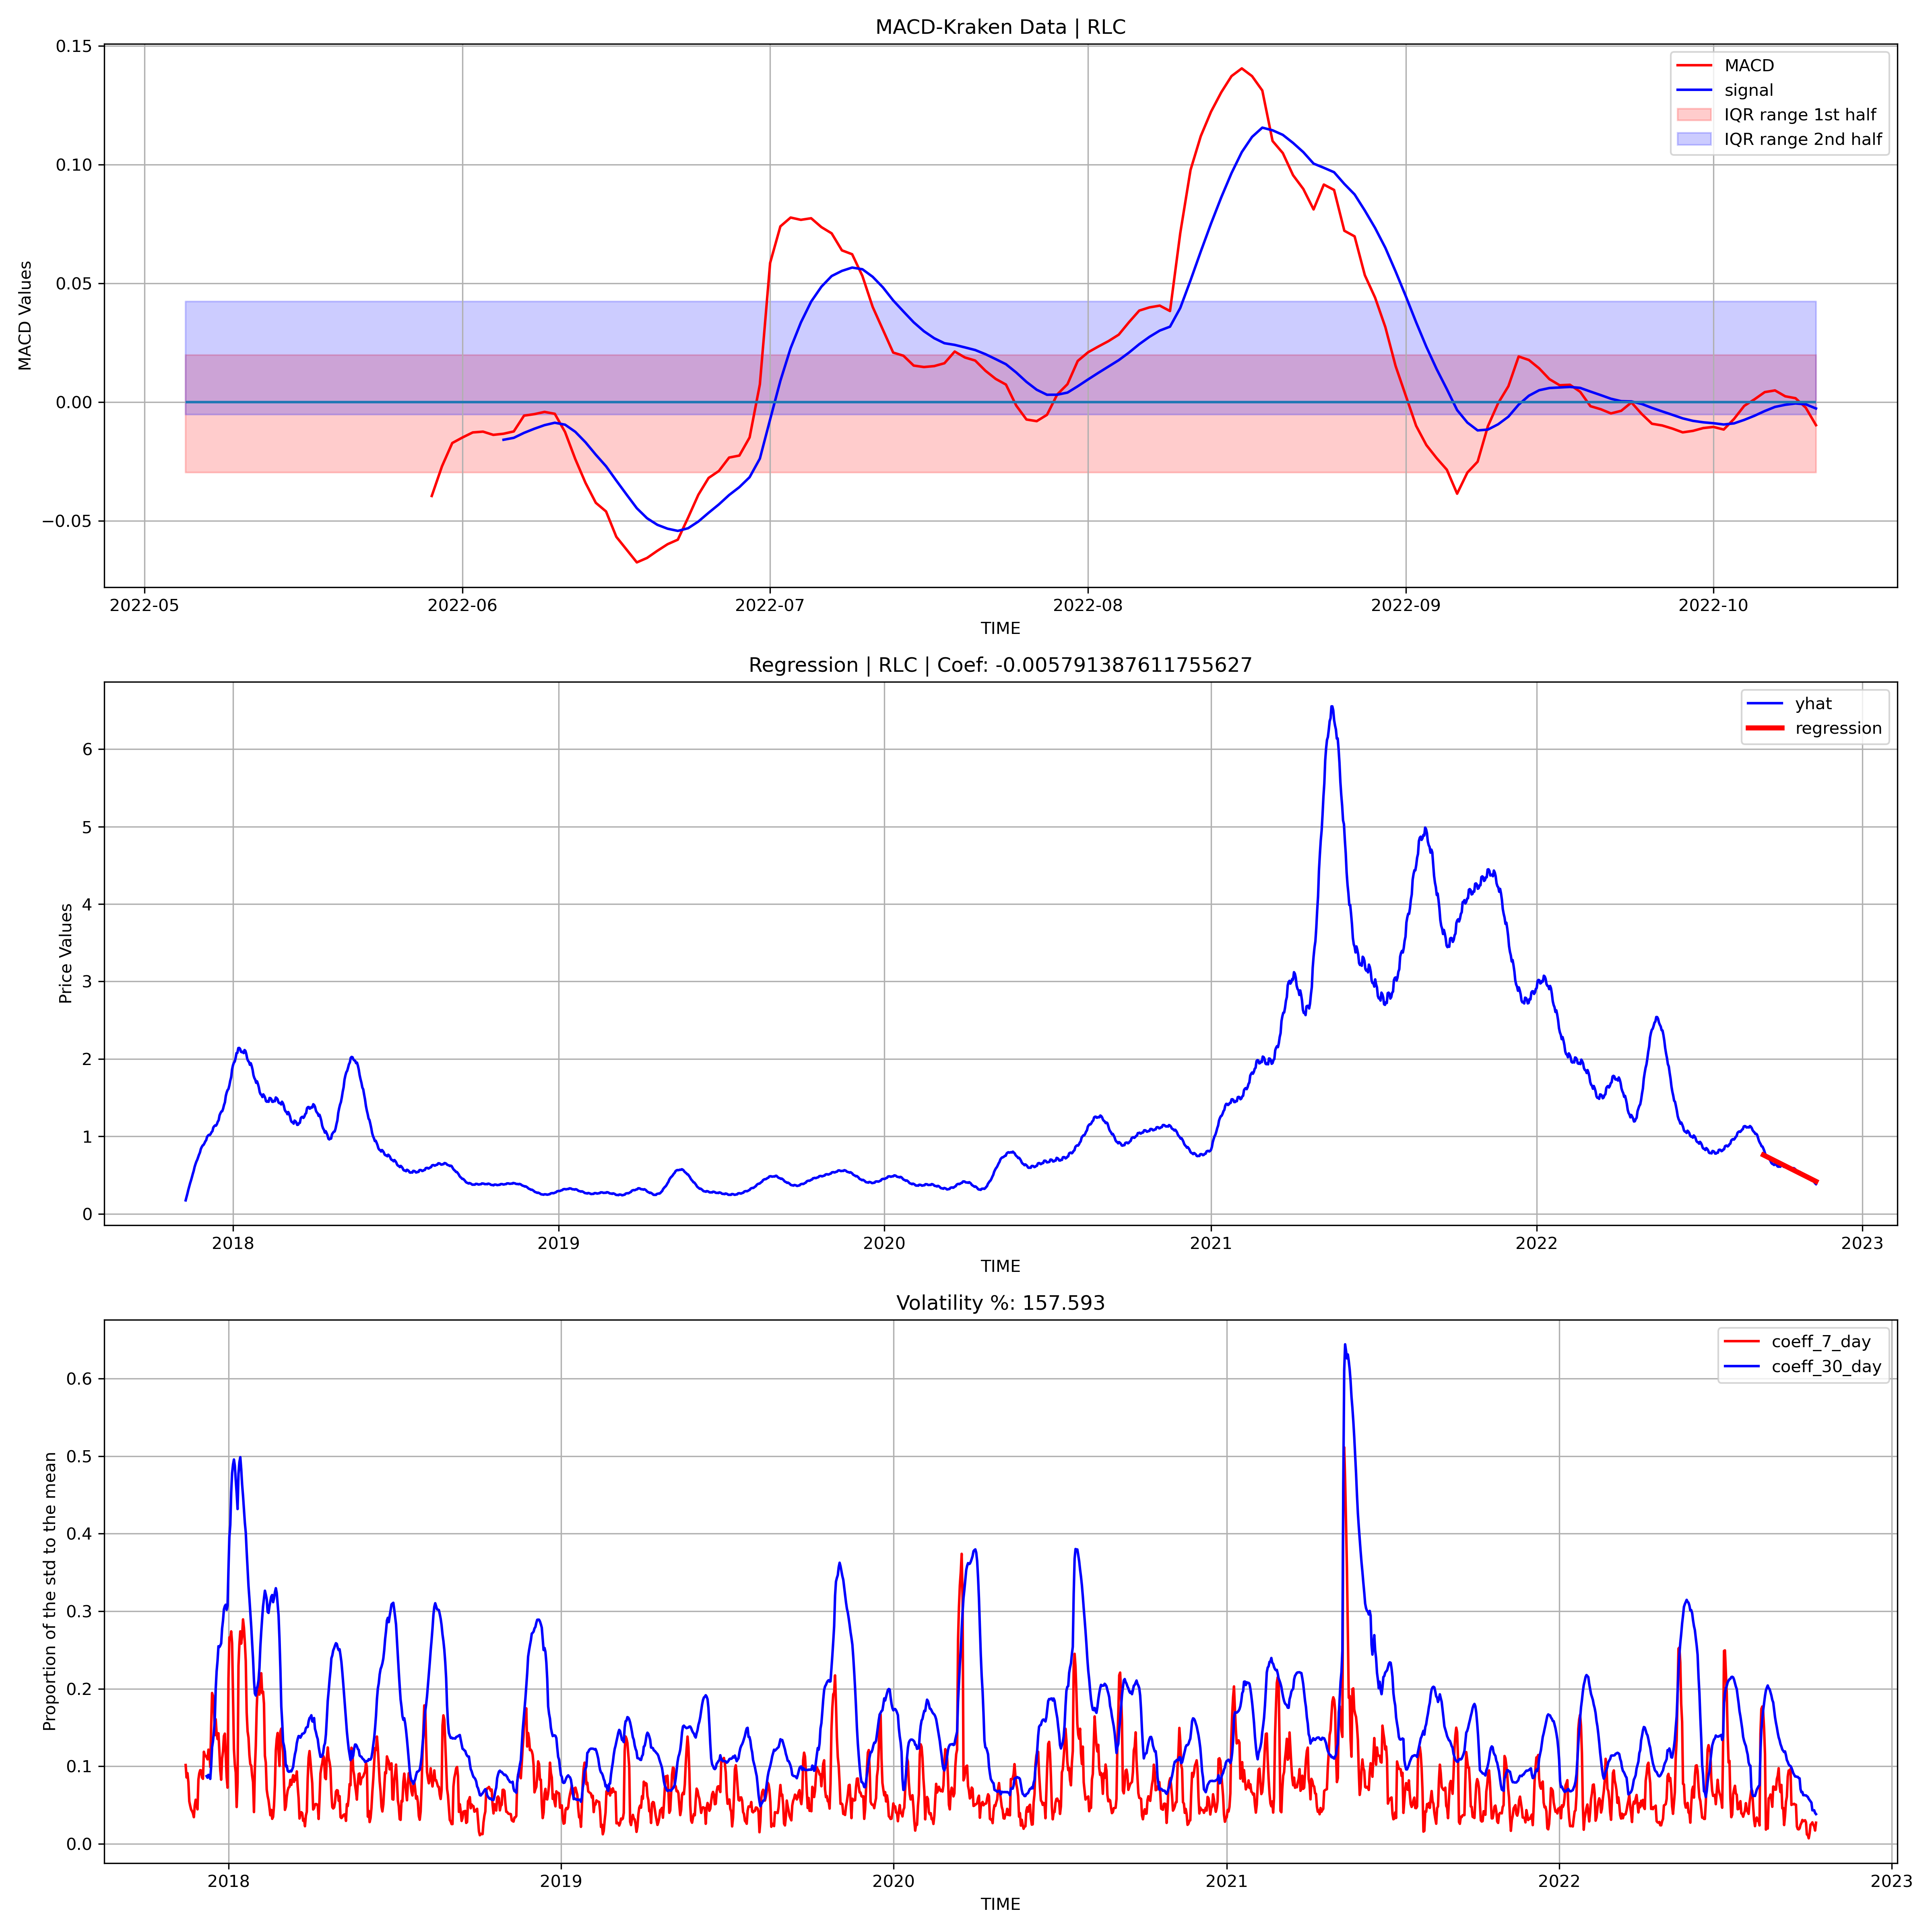 MACD-Kraken Data | RLC
MACD Values
0.15
0.10
0.05
0.00
−0.05
MACD
signal
IQR range 1st half
IQR range 2nd half
2022-05
2022-06
2022-07
2022-08
2022-09
2022-10
TIME
Regression | RLC | Coef: -0.005791387611755627
Price Values
6
5
4
3
2
1
0
yhat
regression
2018
2019
2020
2021
2022
2023
TIME
Volatility %: 157.593
Proportion of the std to the mean
0.6
0.5
0.4
0.3
0.2
0.1
0.0
coeff_7_day
coeff_30_day
2018
2019
2020
2021
2022
2023
TIME